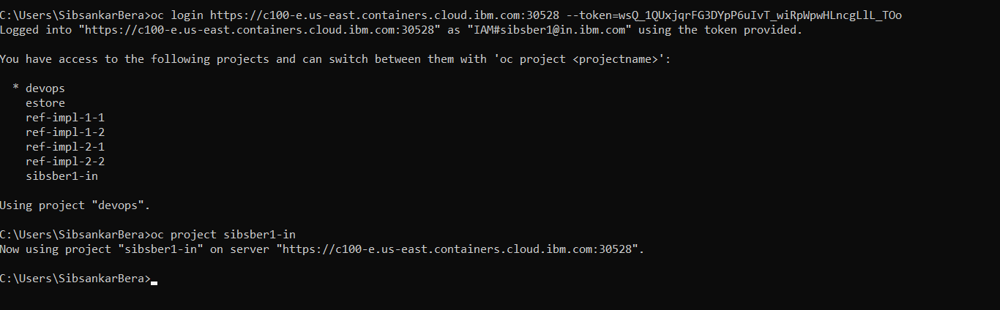 C:\Users\SibsankarBera>oc login https://c100-e.us-east.containers.cloud.ibm.com:30528 --token=wsQ_1QUxjqrFG3DYpP6uIvT_wiRpWpwHLncgLlL_TOo
Logged into "https://c100-e.us-east.containers.cloud.ibm.com:30528" as "IAM#sibsber1@in.ibm.com" using the token provided.
You have access to the following projects and can switch between them with 'oc project <projectname>':
* devops
estore
ref-impl-1-1
ref-impl-1-2
ref-impl-2-1
ref-impl-2-2
sibsber1-in
Using project "devops".
C:\Users\SibsankarBera>oc project sibsber1-in
Now using project "sibsber1-in" on server "https://c100-e.us-east.containers.cloud.ibm.com:30528".
C:\Users\SibsankarBera>